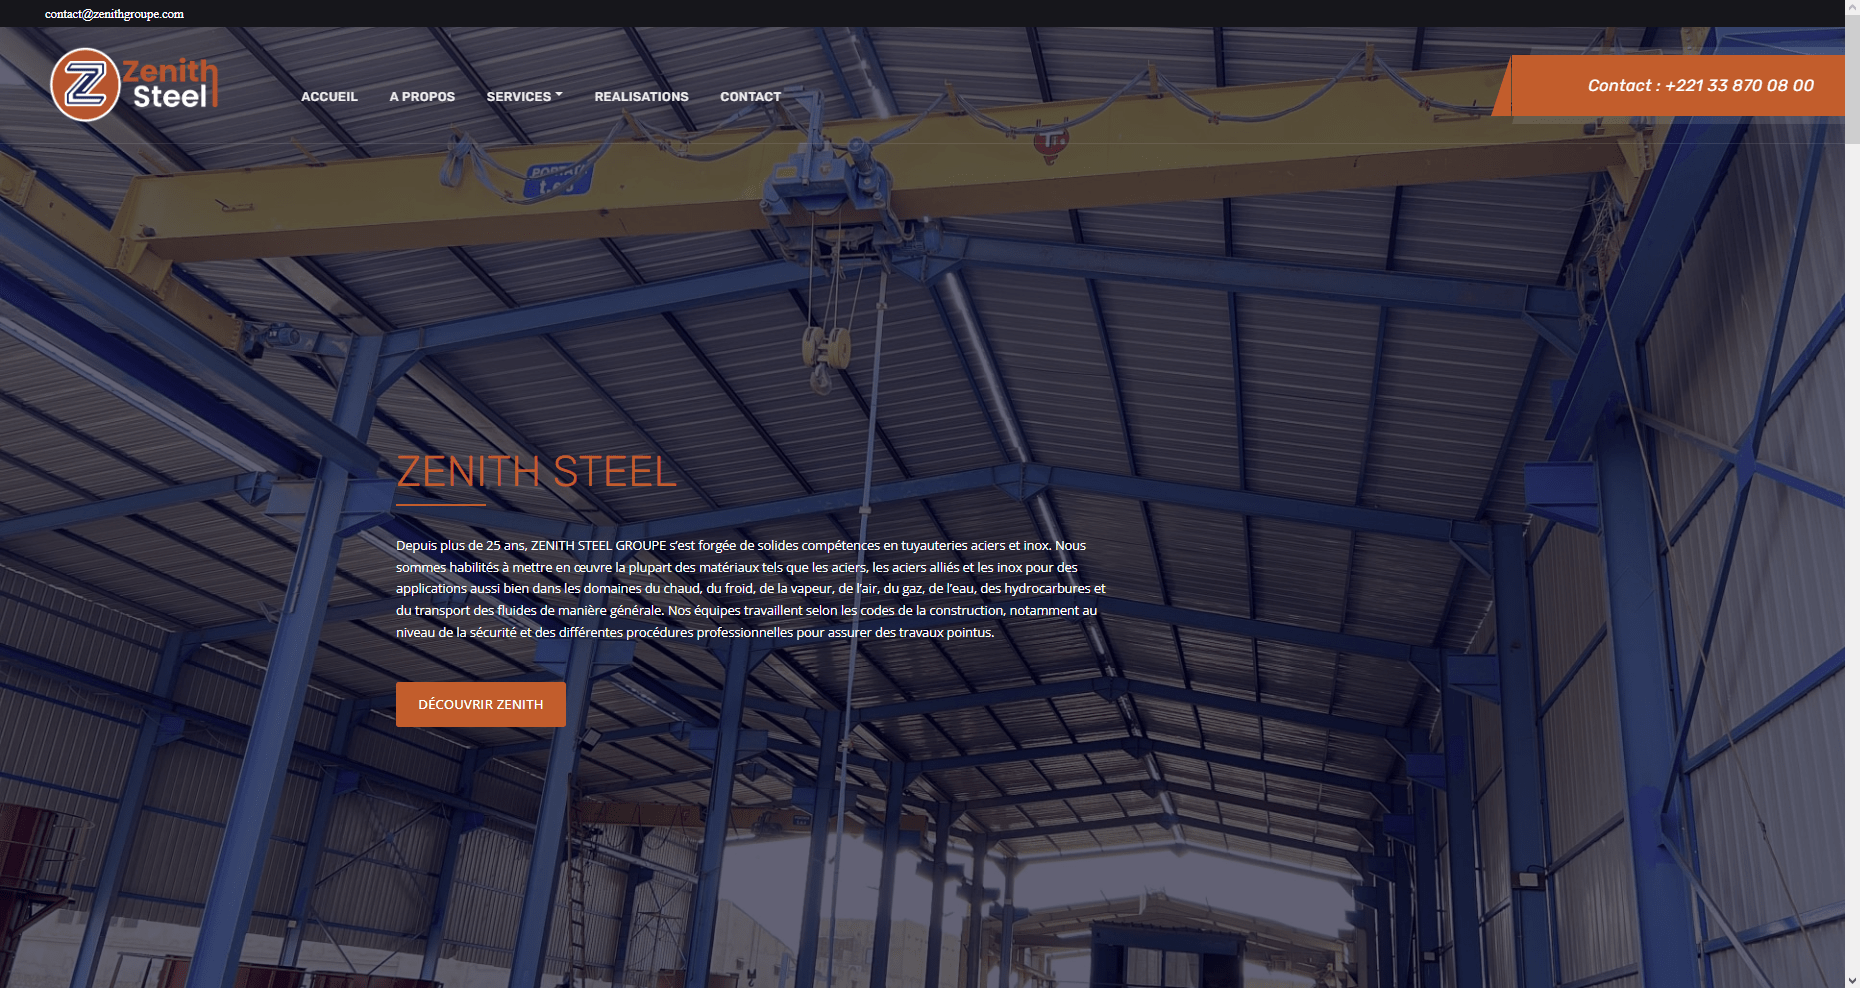 contact@zenithgroupe.com
Zenith
Steel
ACCUEIL
A PROPOS
SERVICES
REALISATIONS
CONTACT
Contact : +221 33 870 08 00
ZENITH STEEL
Depuis plus de 25 ans, ZENITH STEEL GROUPE s’est forgée de solides compétences en tuyauteries aciers et inox. Nous
sommes habilités à mettre en œuvre la plupart des matériaux tels que les aciers, les aciers alliés et les inox pour des
applications aussi bien dans les domaines du chaud, du froid, de la vapeur, de l’air, du gaz, de l’eau, des hydrocarbures et
du transport des fluides de manière générale. Nos équipes travaillent selon les codes de la construction, notamment au
niveau de la sécurité et des différentes procédures professionnelles pour assurer des travaux pointus.
DÉCOUVRIR ZENITH